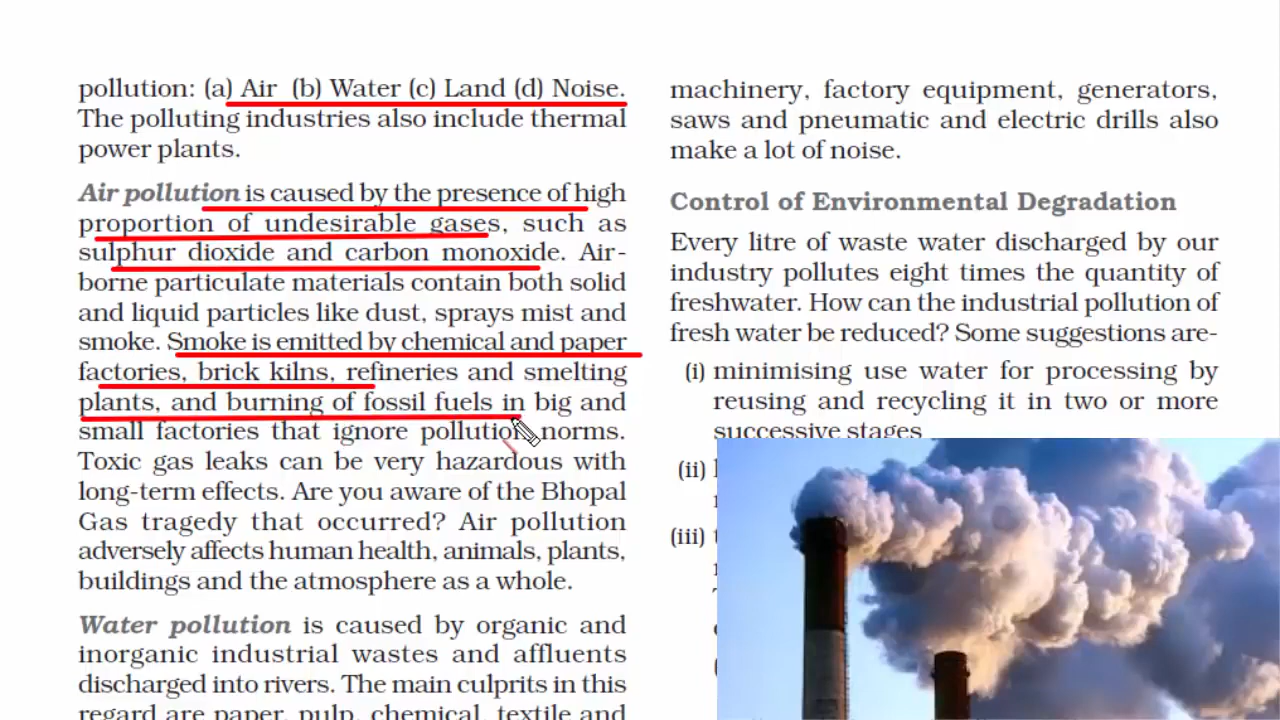 pollution: (a) Air (b) Water (c) Land (d) Noise.
The polluting industries also include thermal
power plants.
Air pollution is caused by the presence of high
proportion of undesirable gases, such as
sulphur dioxide and carbon monoxide. Air-
borne particulate materials contain both solid
and liquid particles like dust, sprays mist and
smoke. Smoke is emitted by chemical and paper
factories, brick kilns, refineries and smelting
plants, and burning of fossil fuels in big and
small factories that ignore pollution norms.
Toxic gas leaks can be very hazardous with
long-term effects. Are you aware of the Bhopal
Gas tragedy that occurred? Air pollution
adversely affects human health, animals, plants,
buildings and the atmosphere as a whole.
Water pollution is caused by organic and
inorganic industrial wastes and affluents
discharged into rivers. The main culprits in this
regard are paper, pulp, chemical, textile and
machinery, factory equipment, generators,
saws and pneumatic and electric drills also
make a lot of noise.
Control of Environmental Degradation
Every litre of waste water discharged by our
industry pollutes eight times the quantity of
freshwater. How can the industrial pollution of
fresh water be reduced? Some suggestions are-
(i) minimising use water for processing by
reusing and recycling it in two or more
successive stages
(ii)
(iii)